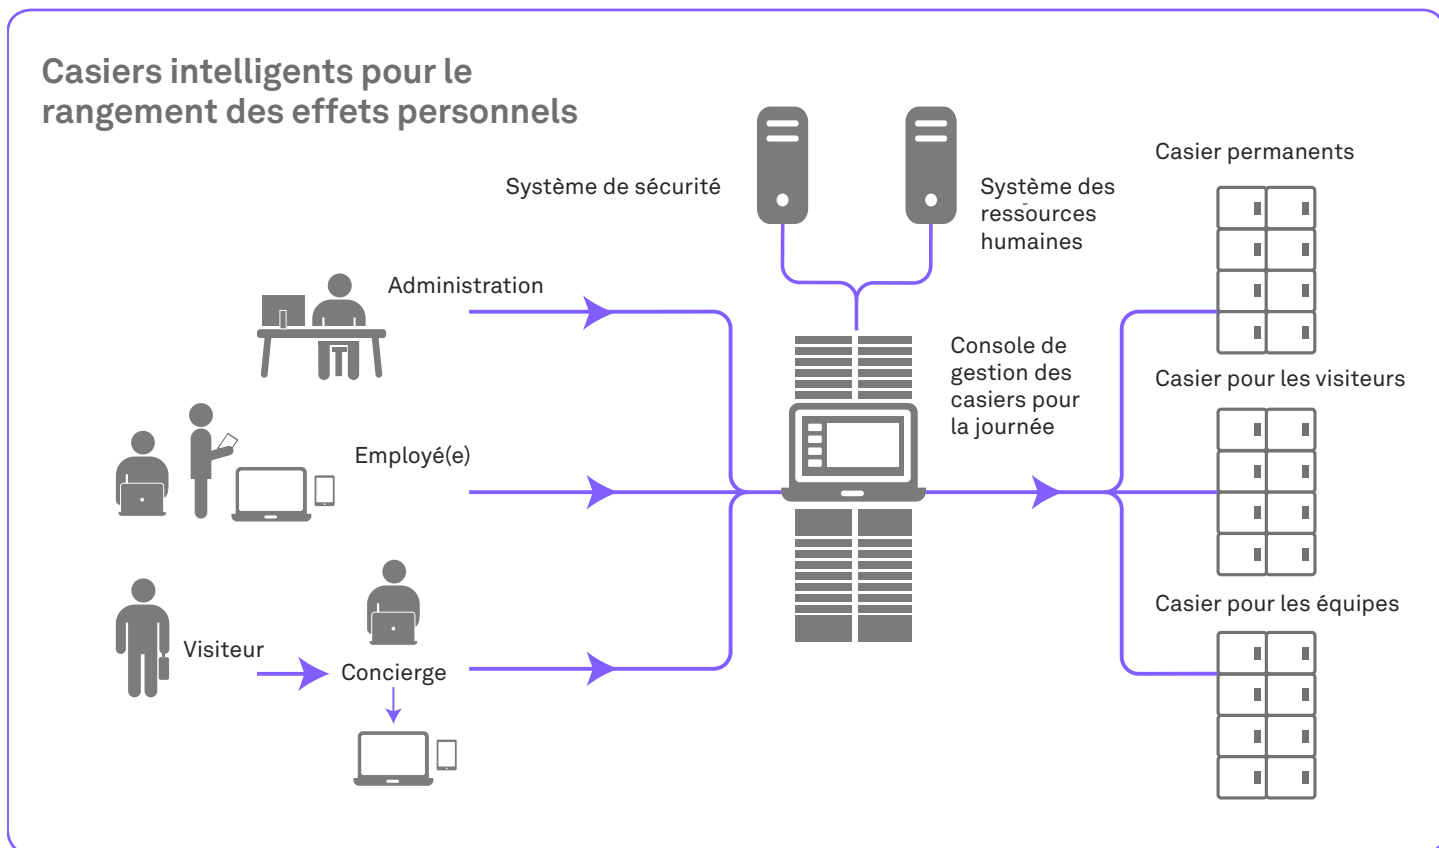 Casiers intelligents pour le
rangement des effets personnels
Système de sécurité
Système des
ressources
humaines
Casier permanents
Administration
Console de
gestion des
casiers pour
la journée
Casier pour les visiteurs
Employé(e)
Casier pour les équipes
Visiteur
Concierge